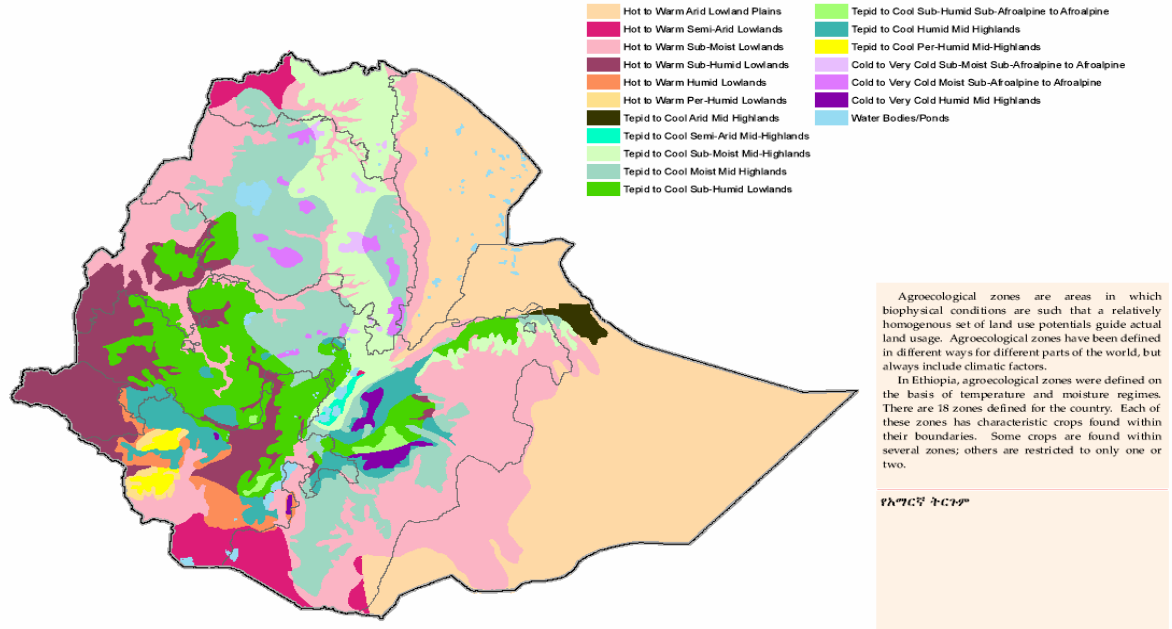 Hot to Warm Arid Lowland Plains
Hot to Warm Semi-Arid Lowlands
Hot to Warm Sub-Moist Lowlands
Hot to Warm Sub-Humid Lowlands
Hot to Warm Humid Lowlands
Hot to Warm Per-Humid Lowlands
Tepid to Cool Arid Mid Highlands
Tepid to Cool Semi-Arid Mid-Highlands
Tepid to Cool Sub-Moist Mid-Highlands
Tepid to Cool Moist Mid Highlands
Tepid to Cool Sub-Humid Lowlands
Tepid to Cool Sub-Humid Sub-Afroalpine to Afroalpine
Tepid to Cool Humid Mid Highlands
Tepid to Cool Per-Humid Mid-Highlands
Cold to Very Cold Sub-Moist Sub-Afroalpine to Afroalpine
Cold to Very Cold Moist Sub-Afroalpine to Afroalpine
Cold to Very Cold Humid Mid Highlands
Water Bodies/Ponds
Agroecological zones are areas in which
biophysical conditions are such that a relatively
homogenous set of land use potentials guide actual
land usage. Agroecological zones have been defined
in different ways for different parts of the world, but
always include climatic factors.
In Ethiopia, agroecological zones were defined on
the basis of temperature and moisture regimes.
There are 18 zones defined for the country. Each of
these zones has characteristic crops found within
their boundaries. Some crops are found within
several zones; others are restricted to only one or
two.
የአማርኛ ትርጉም